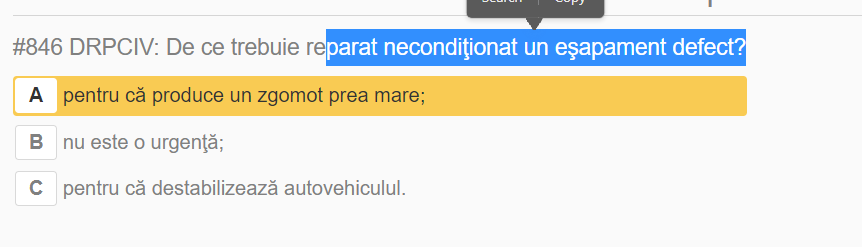 #846 DRPCIV: De ce trebuie reparat necondiţionat un eşapament defect?
A pentru că produce un zgomot prea mare;
B nu este o urgenţă;
C pentru că destabilizează autovehiculul.